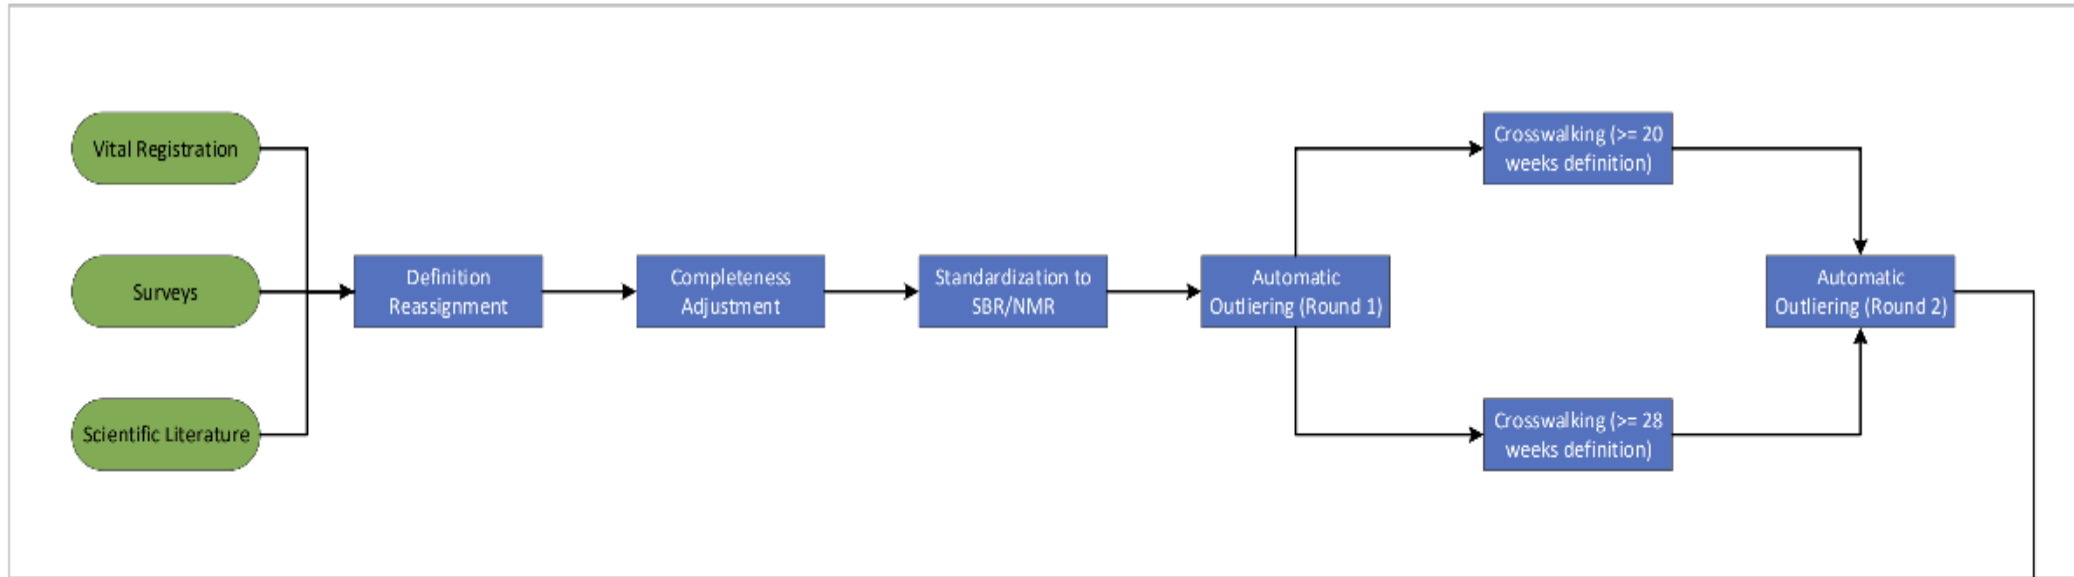 Vital Registration
Surveys
Scientific Literature
Definition
Reassignment
Completeness
Adjustment
Standardization to
SBR/NMR
Automatic
Outliering (Round 1)
Crosswalking (>= 20
weeks definition)
Crosswalking (>= 28
weeks definition)
Automatic
Outliering (Round 2)